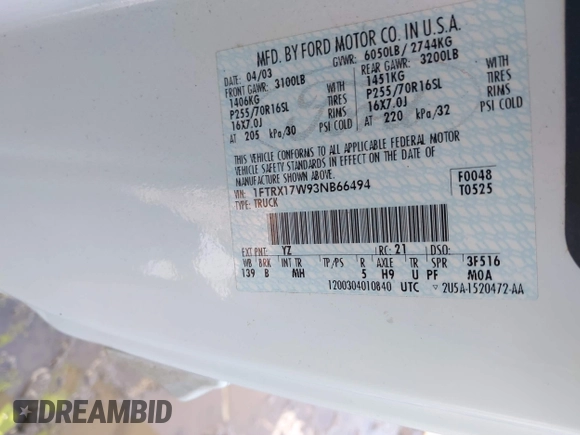 MFD. BY FORD MOTOR CO. IN U.S.A.
DATE: 04/03 GVWR: 6050LB/ 2744KG
FRONT GAWR: 3100LB REAR GAWR: 3200LB
1406KG 1451KG
P255/70R16SL TIRES P255/70R16SL TIRES
16X7.0J RIMS 16X7.0J RIMS
AT 205 kPa/30 PSI COLD AT 220 kPa/32 PSI COLD
THIS VEHICLE CONFORMS TO ALL APPLICABLE FEDERAL MOTOR
VEHICLE SAFETY STANDARDS IN EFFECT ON THE DATE OF MANUFACTURE
SHOWN ABOVE.
VIN: 1FTRX17W93NB66494 F0048
TYPE: TRUCK T0525
EXT PNT: YZ RC: 21 DSO:
WB BRK INT TR TP/PS R AXLE TR SPR 3F516
139 B MH 5 H9 U PF MOA
1200304010840 UTC 2U5A-1520472-AA
DREAMBID